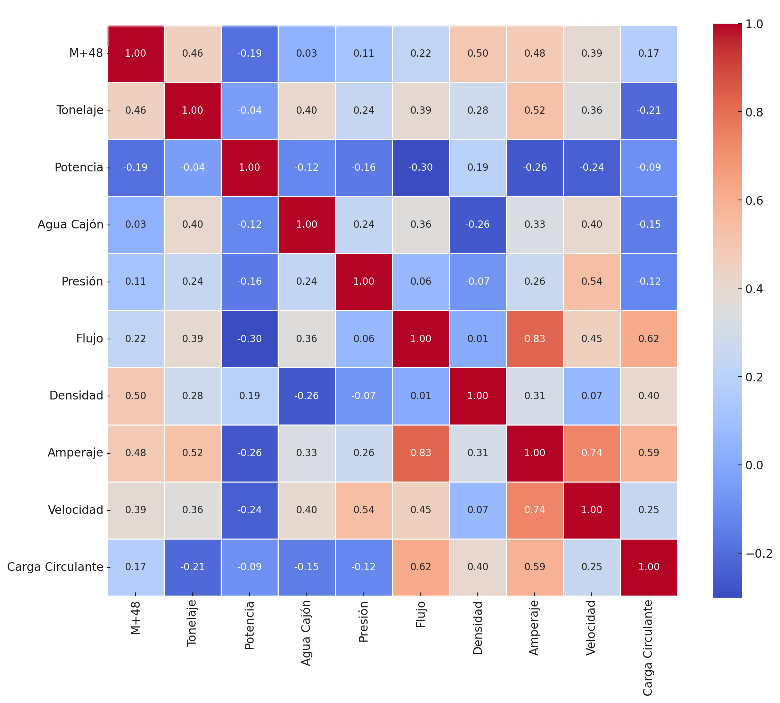 M+48 1.00 0.46 -0.19 0.03 0.11 0.22 0.50 0.48 0.39 0.17
Tonelaje 0.46 1.00 -0.04 0.40 0.24 0.39 0.28 0.52 0.36 -0.21
Potencia -0.19 -0.04 1.00 -0.12 -0.16 -0.30 0.19 -0.26 -0.24 -0.09
Agua Cajón 0.03 0.40 -0.12 1.00 0.24 0.36 -0.26 0.33 0.40 -0.15
Presión 0.11 0.24 -0.16 0.24 1.00 0.06 -0.07 0.26 0.54 -0.12
Flujo 0.22 0.39 -0.30 0.36 0.06 1.00 0.01 0.83 0.45 0.62
Densidad 0.50 0.28 0.19 -0.26 -0.07 0.01 1.00 0.31 0.07 0.40
Amperaje 0.48 0.52 -0.26 0.33 0.26 0.83 0.31 1.00 0.74 0.59
Velocidad 0.39 0.36 -0.24 0.40 0.54 0.45 0.07 0.74 1.00 0.25
Carga Circulante 0.17 -0.21 -0.09 -0.15 -0.12 0.62 0.40 0.59 0.25 1.00
M+48
Tonelaje
Potencia
Agua Cajón
Presión
Flujo
Densidad
Amperaje
Velocidad
Carga Circulante
1.0
0.8
0.6
0.4
0.2
0.0
−0.2